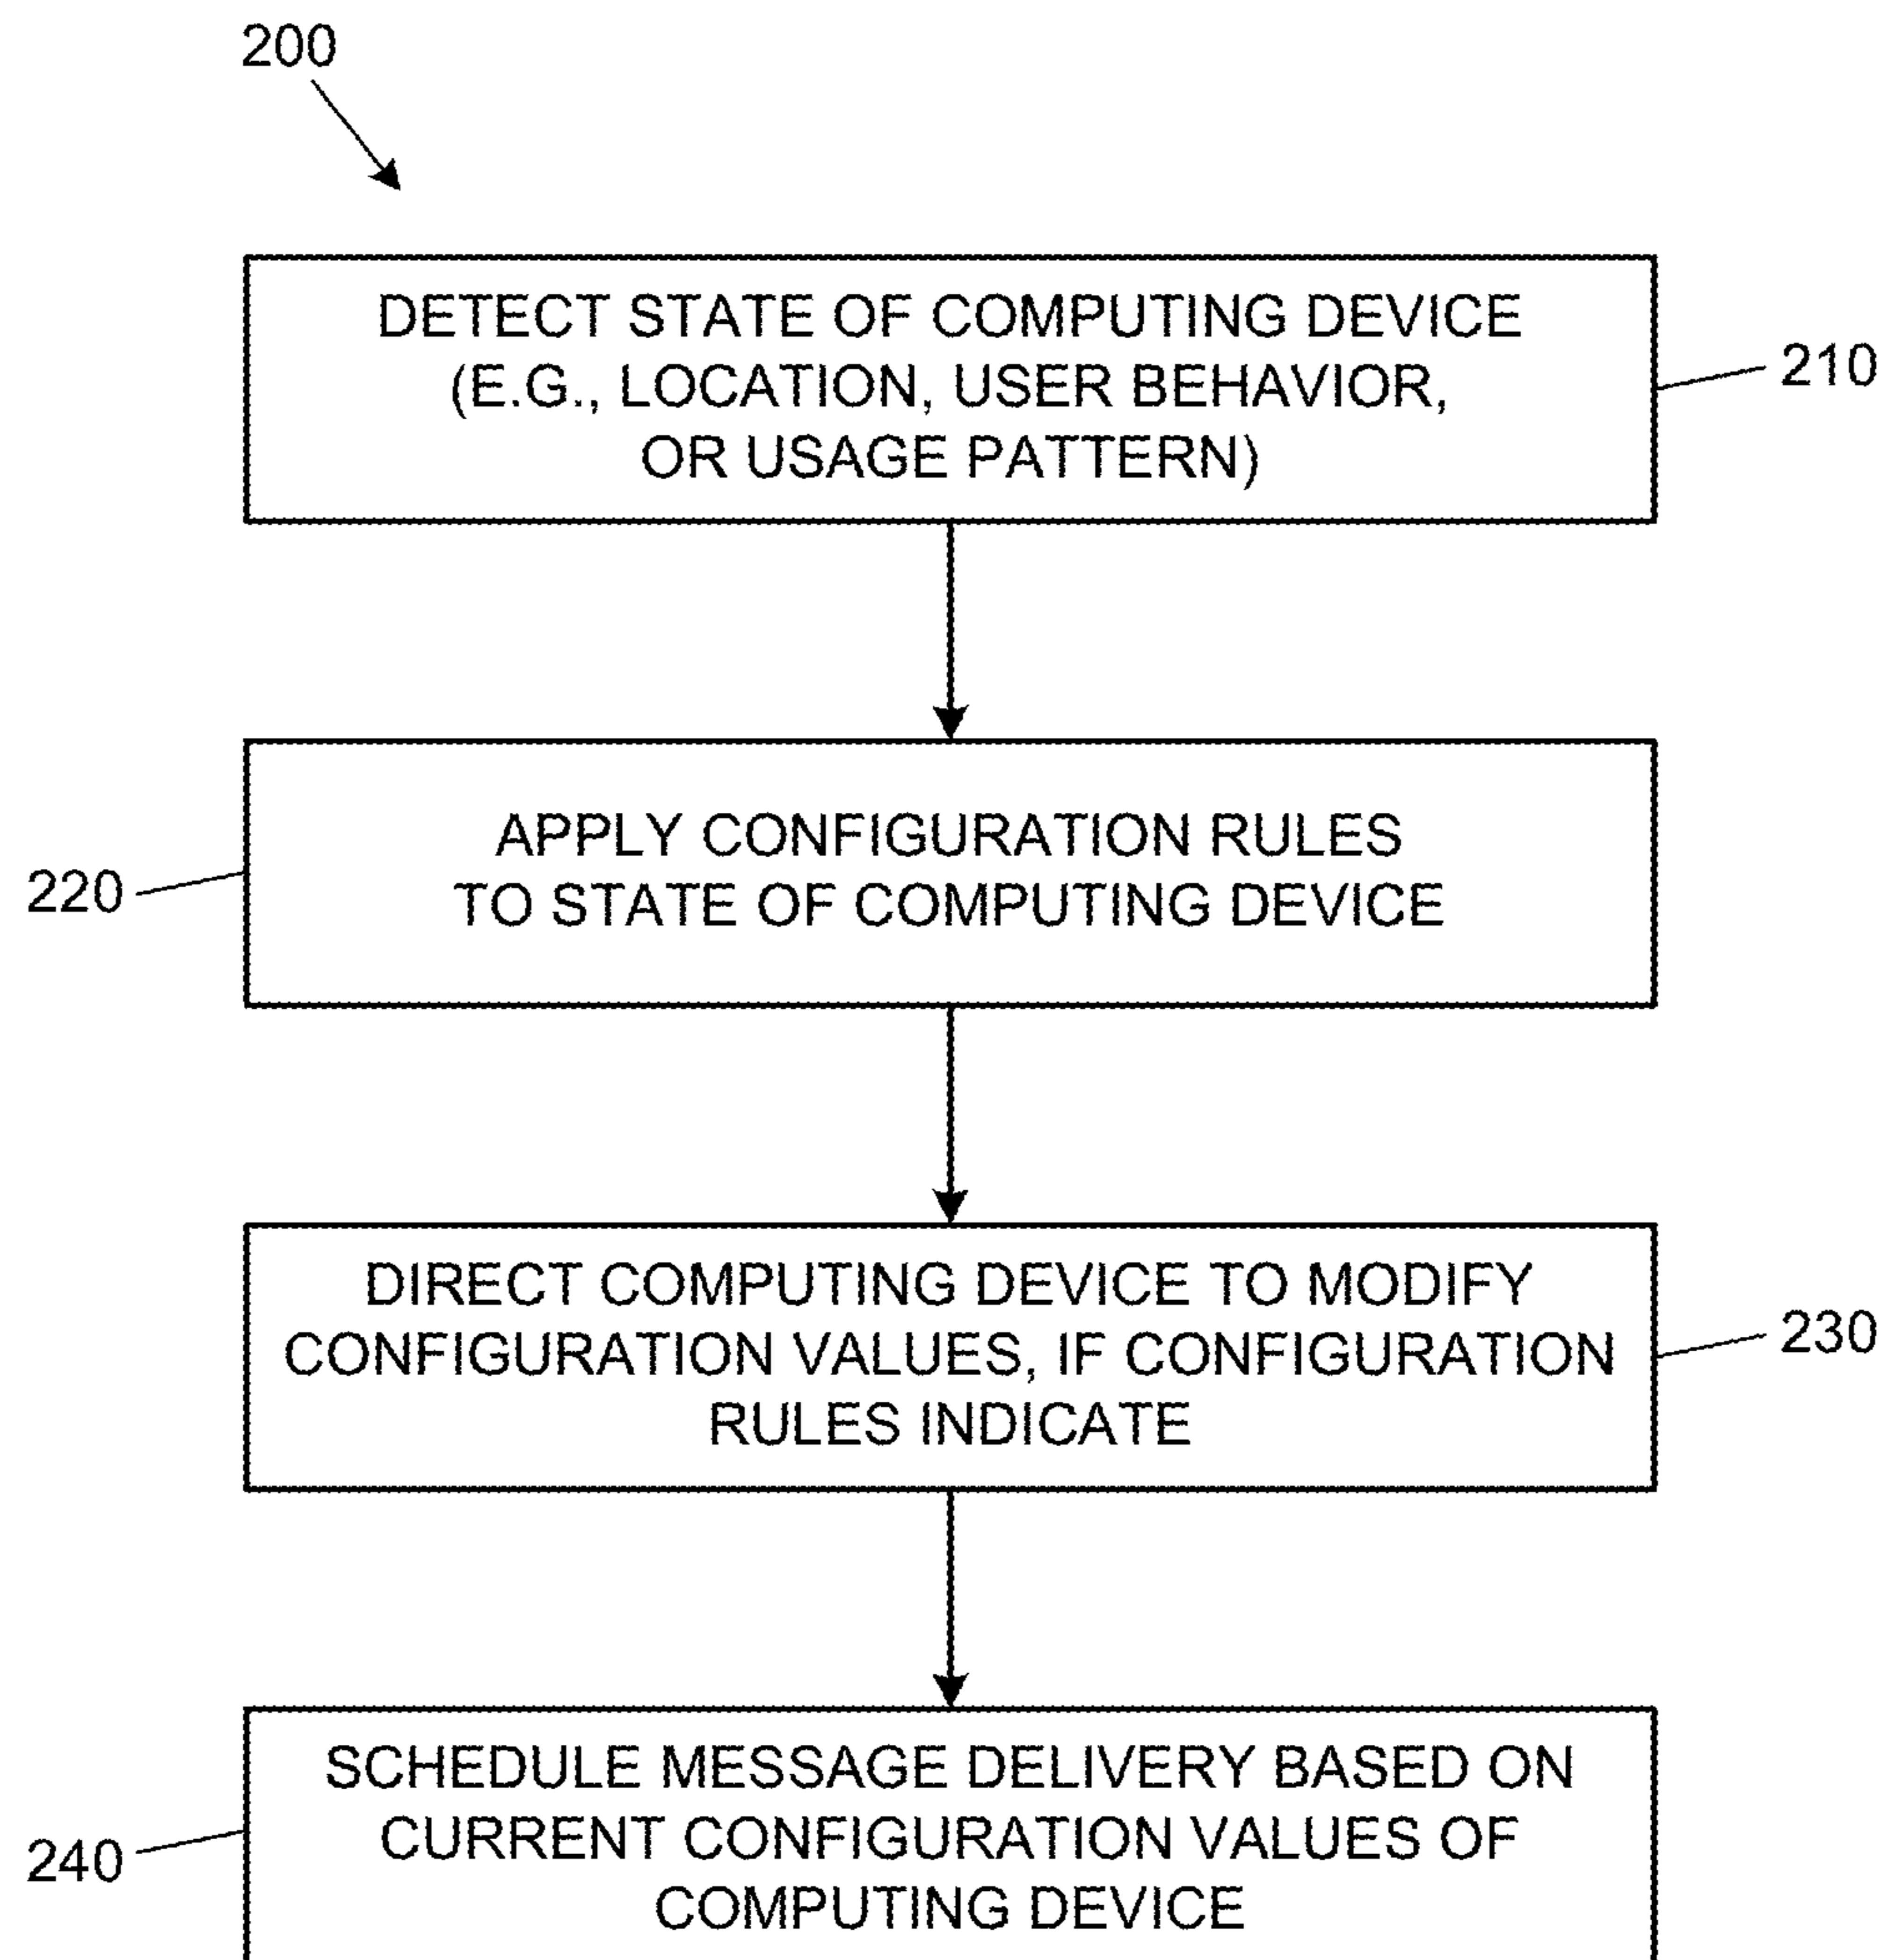 200
DETECT STATE OF COMPUTING DEVICE
(E.G., LOCATION, USER BEHAVIOR,
OR USAGE PATTERN)
210
APPLY CONFIGURATION RULES
TO STATE OF COMPUTING DEVICE
220
DIRECT COMPUTING DEVICE TO MODIFY
CONFIGURATION VALUES, IF CONFIGURATION
RULES INDICATE
230
SCHEDULE MESSAGE DELIVERY BASED ON
CURRENT CONFIGURATION VALUES OF
COMPUTING DEVICE
240